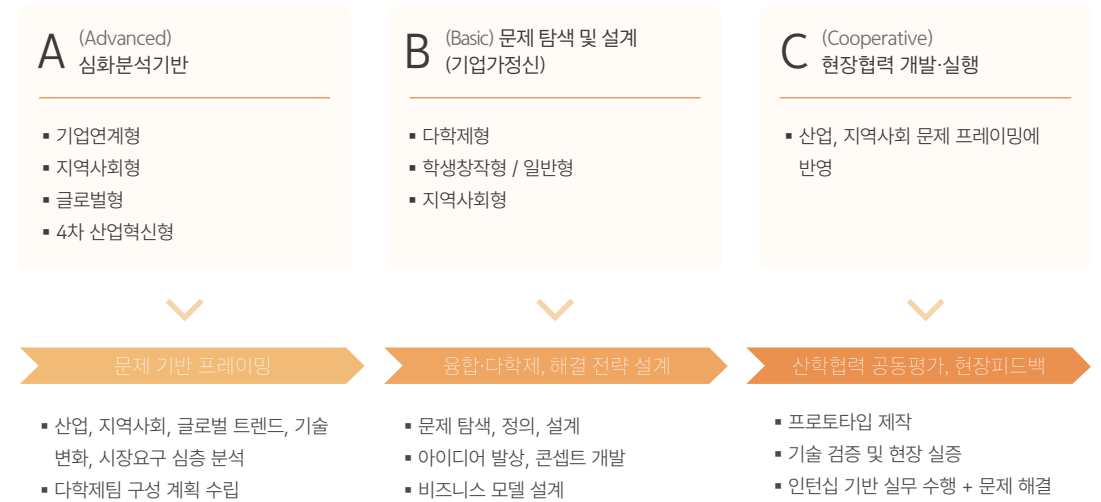 A (Advanced)
심화분석기반
▪ 기업연계형
▪ 지역사회형
▪ 글로벌형
▪ 4차 산업혁신형
B (Basic) 문제 탐색 및 설계
(기업가정신)
▪ 다학제형
▪ 학생창작형 / 일반형
▪ 지역사회형
C (Cooperative)
현장협력 개발·실행
▪ 산업, 지역사회 문제 프레이밍에
반영
문제 기반 프레이밍
▪ 산업, 지역사회, 글로벌 트렌드, 기술
변화, 시장요구 심층 분석
▪ 다학제팀 구성 계획 수립
융합·다학제, 해결 전략 설계
▪ 문제 탐색, 정의, 설계
▪ 아이디어 발상, 콘셉트 개발
▪ 비즈니스 모델 설계
산학협력 공동평가, 현장피드백
▪ 프로토타입 제작
▪ 기술 검증 및 현장 실증
▪ 인턴십 기반 실무 수행 + 문제 해결